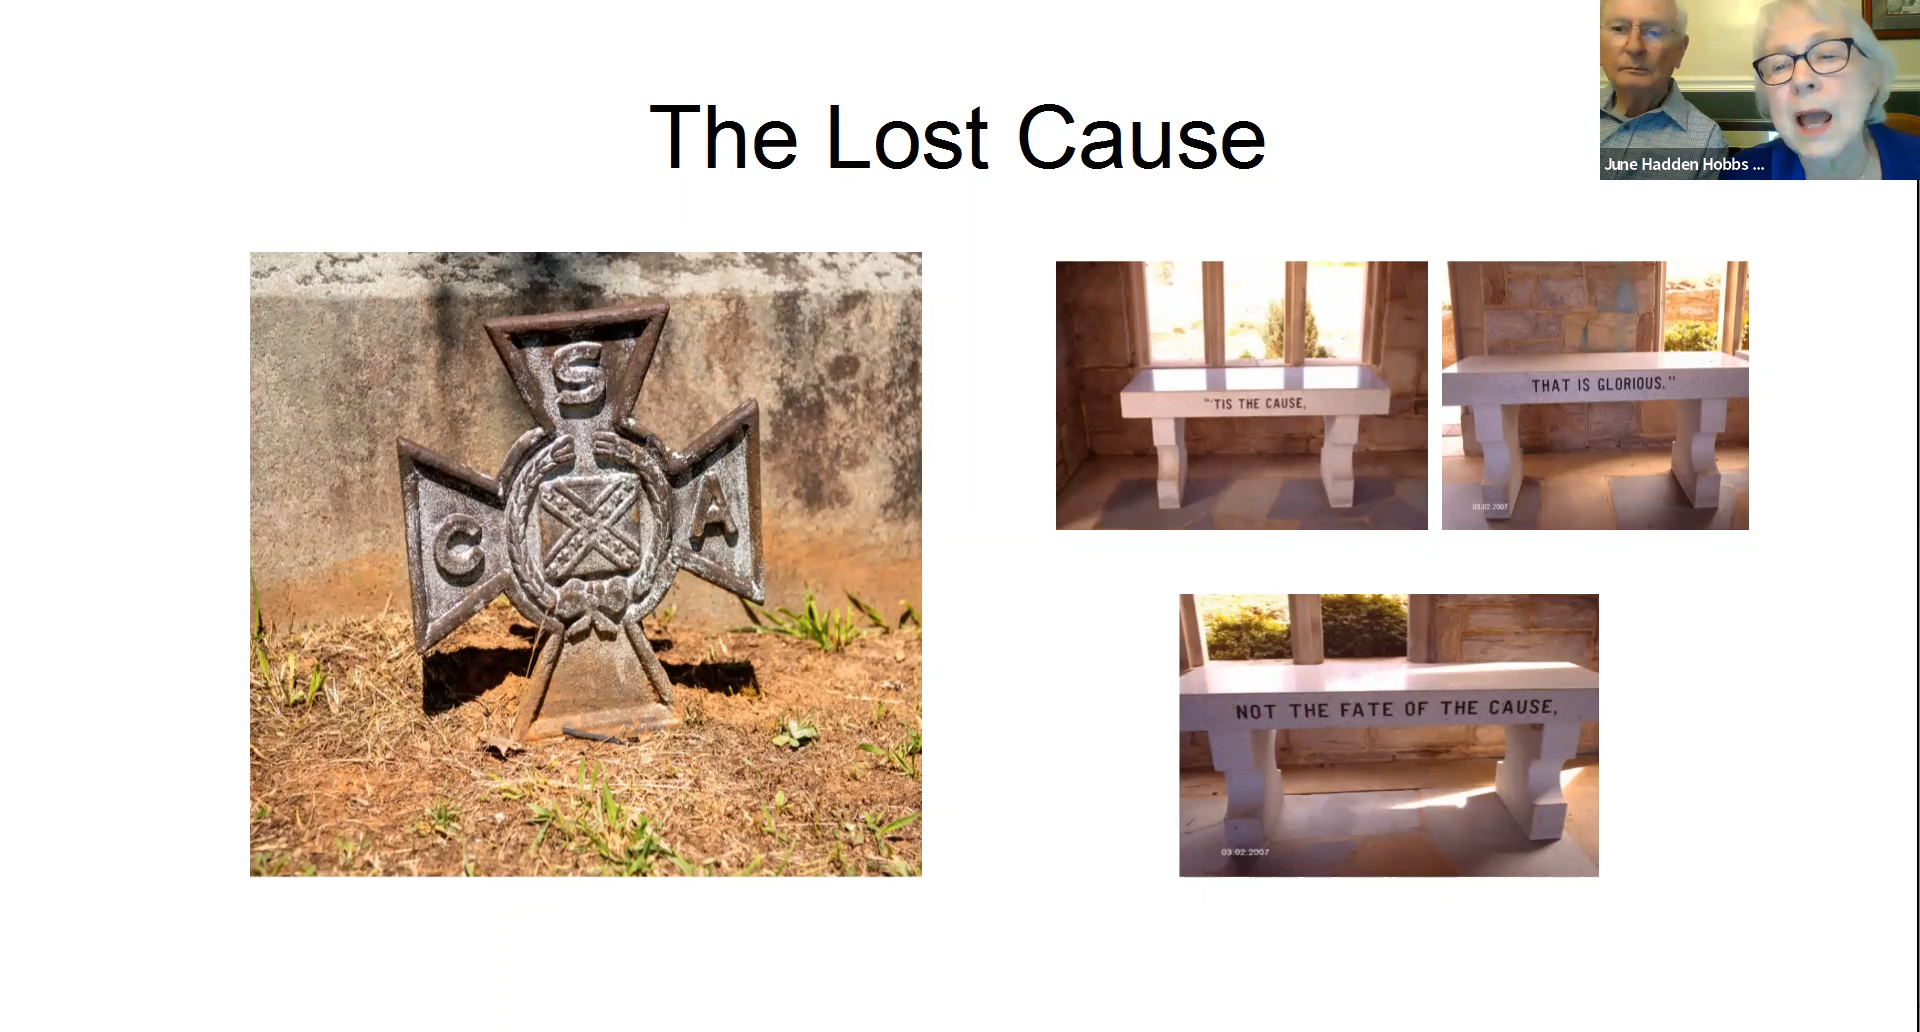 The Lost Cause
June Hadden Hobbs ...
S
C
A
"'TIS THE CAUSE,
THAT IS GLORIOUS."
03.02.2007
NOT THE FATE OF THE CAUSE,
03.02.2007